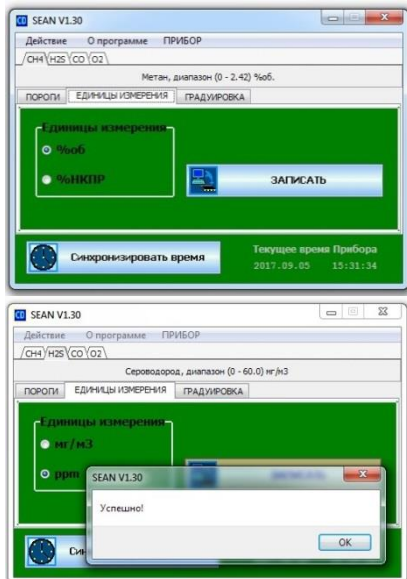 SEAN V1.30
Действие О программе ПРИБОР
CH4 H2S CO O2
Метан, диапазон (0 - 2.42) %об.
ПОРОГИ ЕДИНИЦЫ ИЗМЕРЕНИЯ ГРАДУИРОВКА
Единицы измерения
%об
%НКПР
ЗАПИСАТЬ
Синхронизировать время
Текущее время Прибора
2017.09.05 15:31:34
SEAN V1.30
Действие О программе ПРИБОР
CH4 H2S CO O2
Сероводород, диапазон (0 - 60.0) мг/м3
ПОРОГИ ЕДИНИЦЫ ИЗМЕРЕНИЯ ГРАДУИРОВКА
Единицы измерения
мг/м3
ppm
SEAN V1.30
Успешно!
OK